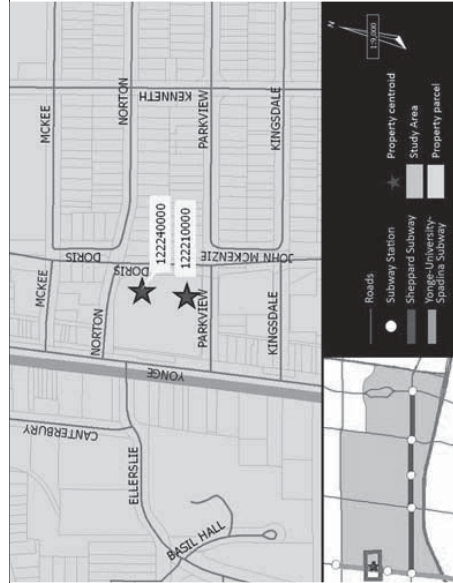 MCKEE
NORTON
KENNETH
PARKVIEW
KINGSDALE
DORIS
DORIS
JOHN MCKENZIE
122240000
122210000
MCKEE
NORTON
PARKVIEW
KINGSDALE
YONGE
CANTERBURY
ELLERSLIE
BASIL HALL
N
1:9,000
Roads
Subway Station
Sheppard Subway
Yonge-University-
Spadina Subway
Property centroid
Study Area
Property parcel